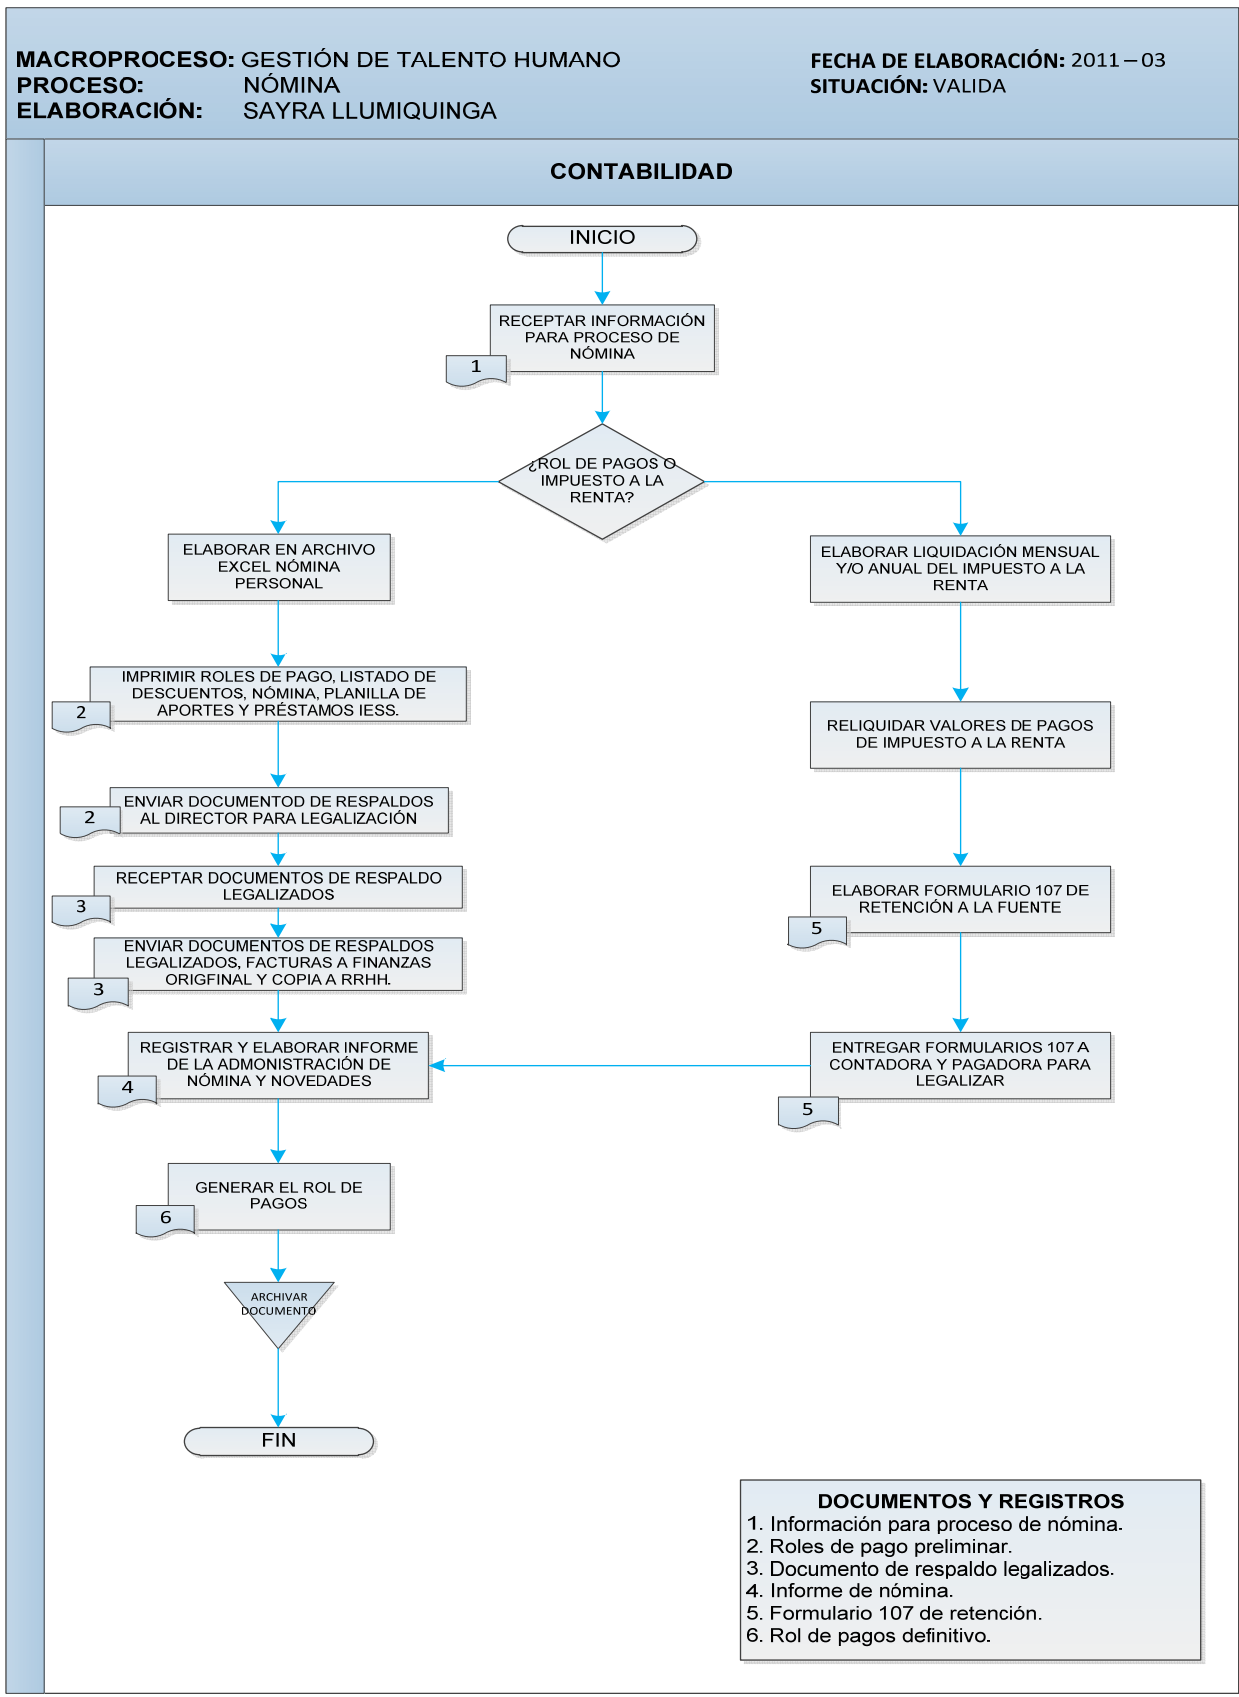 MACROPROCESO: GESTIÓN DE TALENTO HUMANO
PROCESO: NÓMINA
ELABORACIÓN: SAYRA LLUMIQUINGA
FECHA DE ELABORACIÓN: 2011 – 03
SITUACIÓN: VALIDA
CONTABILIDAD
INICIO
RECEPTAR INFORMACIÓN
PARA PROCESO DE
NÓMINA
1
¿ROL DE PAGOS O
IMPUESTO A LA
RENTA?
ELABORAR EN ARCHIVO
EXCEL NÓMINA
PERSONAL
IMPRIMIR ROLES DE PAGO, LISTADO DE
DESCUENTOS, NÓMINA, PLANILLA DE
APORTES Y PRÉSTAMOS IESS.
2
ENVIAR DOCUMENTOD DE RESPALDOS
AL DIRECTOR PARA LEGALIZACIÓN
2
RECEPTAR DOCUMENTOS DE RESPALDO
LEGALIZADOS
3
ENVIAR DOCUMENTOS DE RESPALDOS
LEGALIZADOS, FACTURAS A FINANZAS
ORIGFINAL Y COPIA A RRHH.
3
REGISTRAR Y ELABORAR INFORME
DE LA ADMONISTRACIÓN DE
NÓMINA Y NOVEDADES
4
GENERAR EL ROL DE
PAGOS
6
ARCHIVAR
DOCUMENTO
FIN
ELABORAR LIQUIDACIÓN MENSUAL
Y/O ANUAL DEL IMPUESTO A LA
RENTA
RELIQUIDAR VALORES DE PAGOS
DE IMPUESTO A LA RENTA
ELABORAR FORMULARIO 107 DE
RETENCIÓN A LA FUENTE
5
ENTREGAR FORMULARIOS 107 A
CONTADORA Y PAGADORA PARA
LEGALIZAR
5
DOCUMENTOS Y REGISTROS
1. Información para proceso de nómina.
2. Roles de pago preliminar.
3. Documento de respaldo legalizados.
4. Informe de nómina.
5. Formulario 107 de retención.
6. Rol de pagos definitivo.